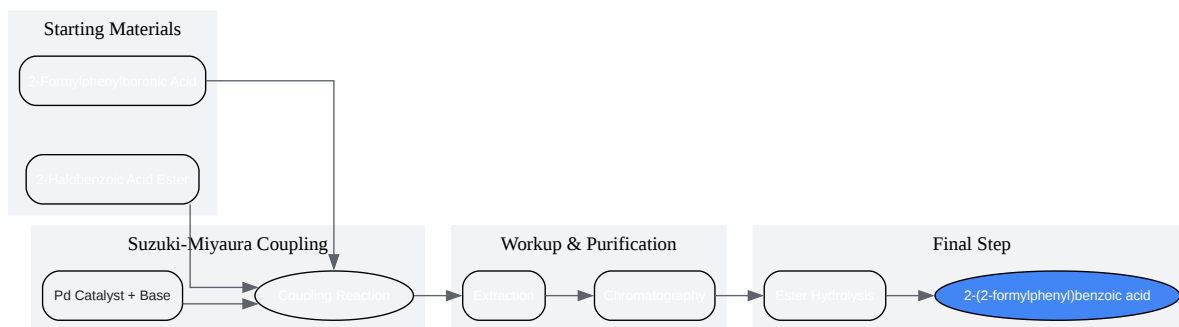 Starting Materials
2-Formylphenylboronic Acid
2-Halobenzoic Acid Ester
Suzuki-Miyaura Coupling
Pd Catalyst + Base
Coupling Reaction
Workup & Purification
Extraction
Chromatography
Final Step
Ester Hydrolysis
2-(2-formylphenyl)benzoic acid